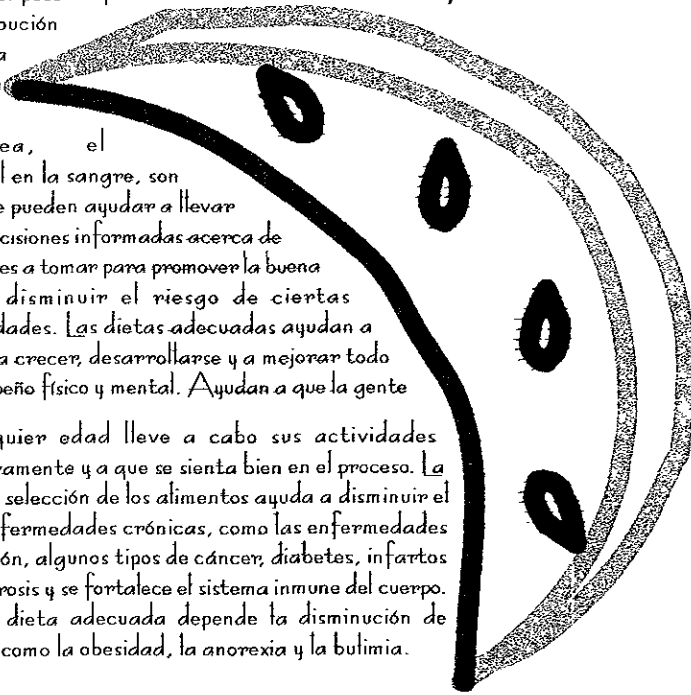 bución
a
ea, el
l en la sangre, son
e pueden ayudar a llevar
cisiones informadas acerca de
es a tomar para promover la buena
disminuir el riesgo de ciertas
dades. Las dietas adecuadas ayudan a
a crecer, desarrollarse y a mejorar todo
peño físico y mental. Ayudan a que la gente
quier edad lleve a cabo sus actividades
vamente y a que se sienta bien en el proceso. La
selección de los alimentos ayuda a disminuir el
fermedades crónicas, como las enfermedades
ón, algunos tipos de cáncer, diabetes, infartos
rosis y se fortalece el sistema inmune del cuerpo.
dieta adecuada depende la disminución de
como la obesidad, la anorexia y la bulimia.